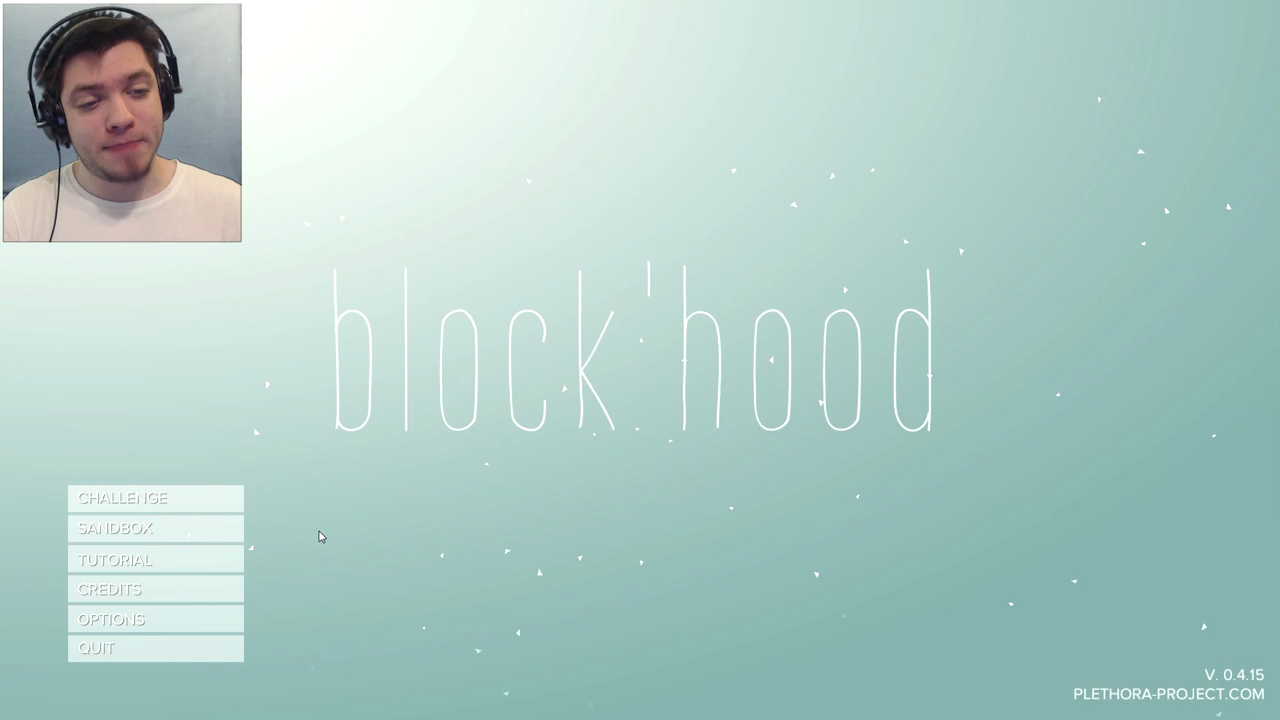 block'hood
CHALLENGE
SANDBOX
TUTORIAL
CREDITS
OPTIONS
QUIT
V. 0.4.15
PLETHORA-PROJECT.COM